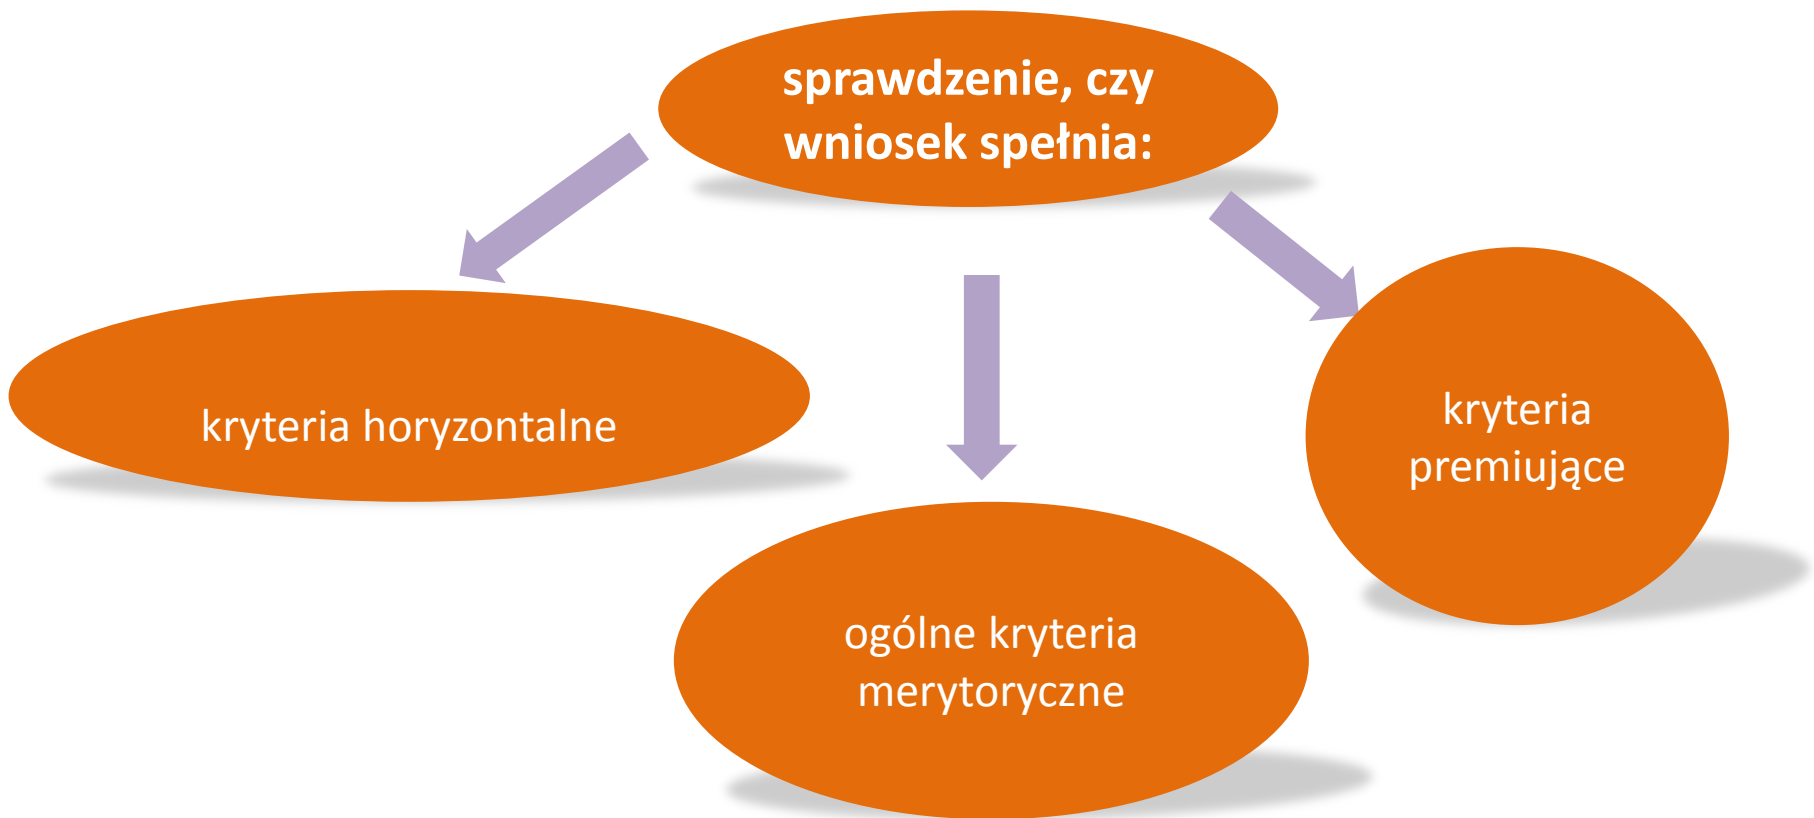 sprawdzenie, czy
wniosek spełnia:
kryteria horyzontalne
kryteria
premiujące
ogólne kryteria
merytoryczne